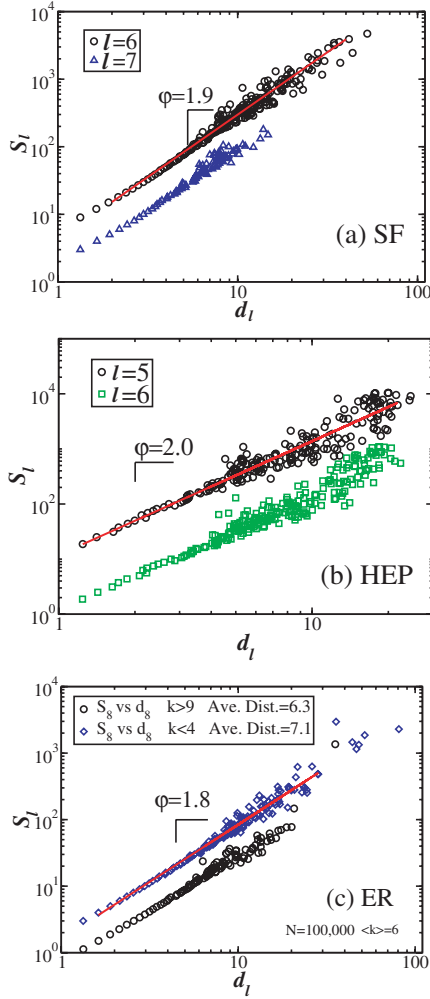 10^4
l=6
l=7
10^3
φ=1.9
S_l
10^2
10^1
(a) SF
10^0
1 10 100
d_l
10^4
l=5
l=6
φ=2.0
S_l
10^2
(b) HEP
10^0
1 10
d_l
10^4
S_8 vs d_8 k>9 Ave. Dist.=6.3
S_8 vs d_8 k<4 Ave. Dist.=7.1
10^3
φ=1.8
S_l
10^2
10^1
(c) ER
N=100,000 <k>=6
10^0
1 10 100
d_l